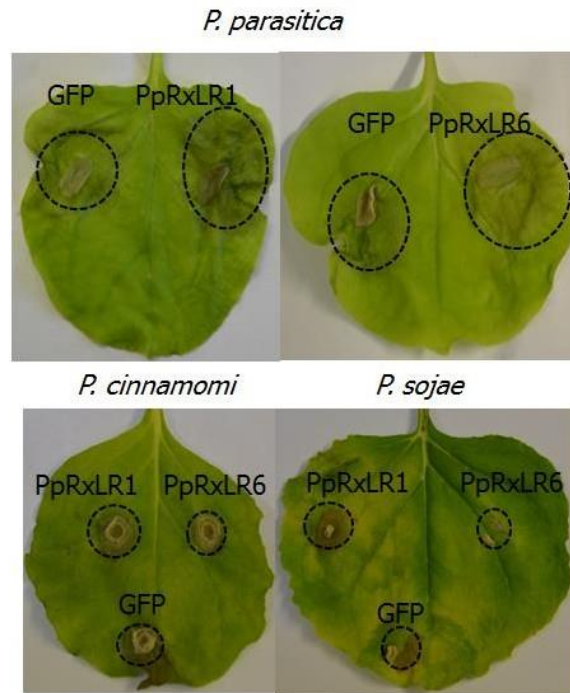 P. parasitica
GFP PpRxLR1
GFP PpRxLR6
P. cinnamomi
P. sojae
PpRxLR1 PpRxLR6
GFP
PpRxLR1
PpRxLR6
GFP